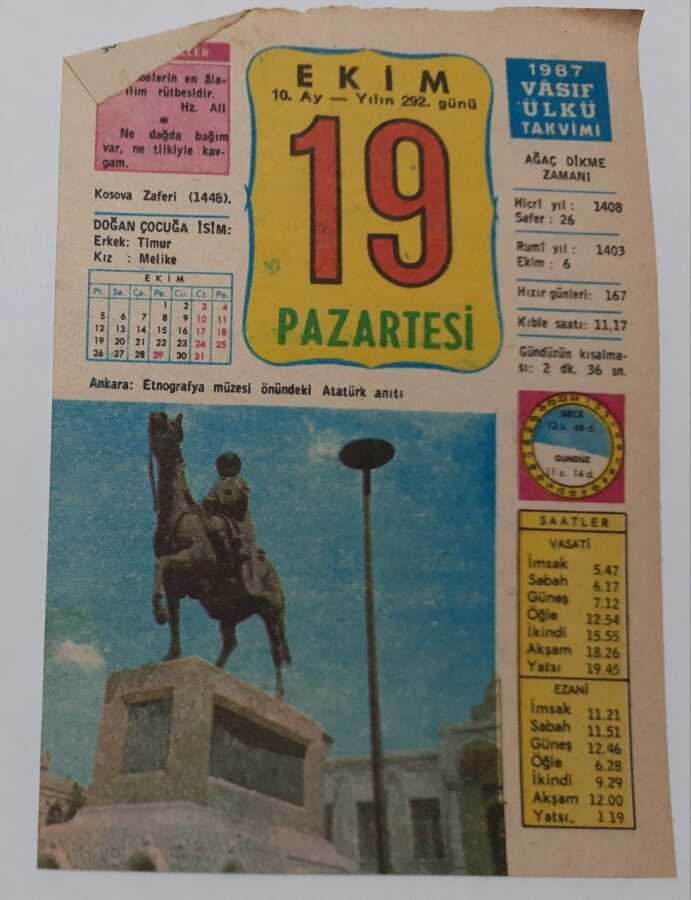 LER
belerin en âla-
ilim rütbesidir.
Hz. Ali
Ne dağda bağım
var, ne tilkiyle kav-
gam.
Kosova Zaferi (1448).
DOĞAN ÇOCUĞA İSİM:
Erkek: Timur
Kız : Melike
EKİM
Pt. Sa. Ça. Pe. Cu Ct. Pa.
1 2 3 4
5 6 7 8 9 10 11
12 13 14 15 16 17 18
19 20 21 22 23 24 25
26 27 28 29 30 31
EKİM
10. Ay — Yılın 292. günü
19
PAZARTESİ
1987
VÂSIF
ÜLKÜ
TAKVİMİ
AĞAÇ DİKME
ZAMANI
Hicrî yıl : 1408
Safer : 26
Rumî yıl : 1403
Ekim : 6
Hızır günleri: 167
Kıble saatı: 11,17
Gündüzün kısalma-
sı: 2 dk. 36 sn.
GECE
12 s. 46 d.
GÜNDÜZ
11 s. 14 d.
SAATLER
VASATİ
İmsak 5.47
Sabah 6.17
Güneş 7.12
Öğle 12.54
İkindi 15.55
Akşam 18.26
Yatsı 19 45
EZANİ
İmsak 11.21
Sabah 11.51
Güneş 12.46
Öğle 6.28
İkindi 9.29
Akşam 12.00
Yatsı. 1 19
Ankara: Etnografya müzesi önündeki Atatürk anıtı